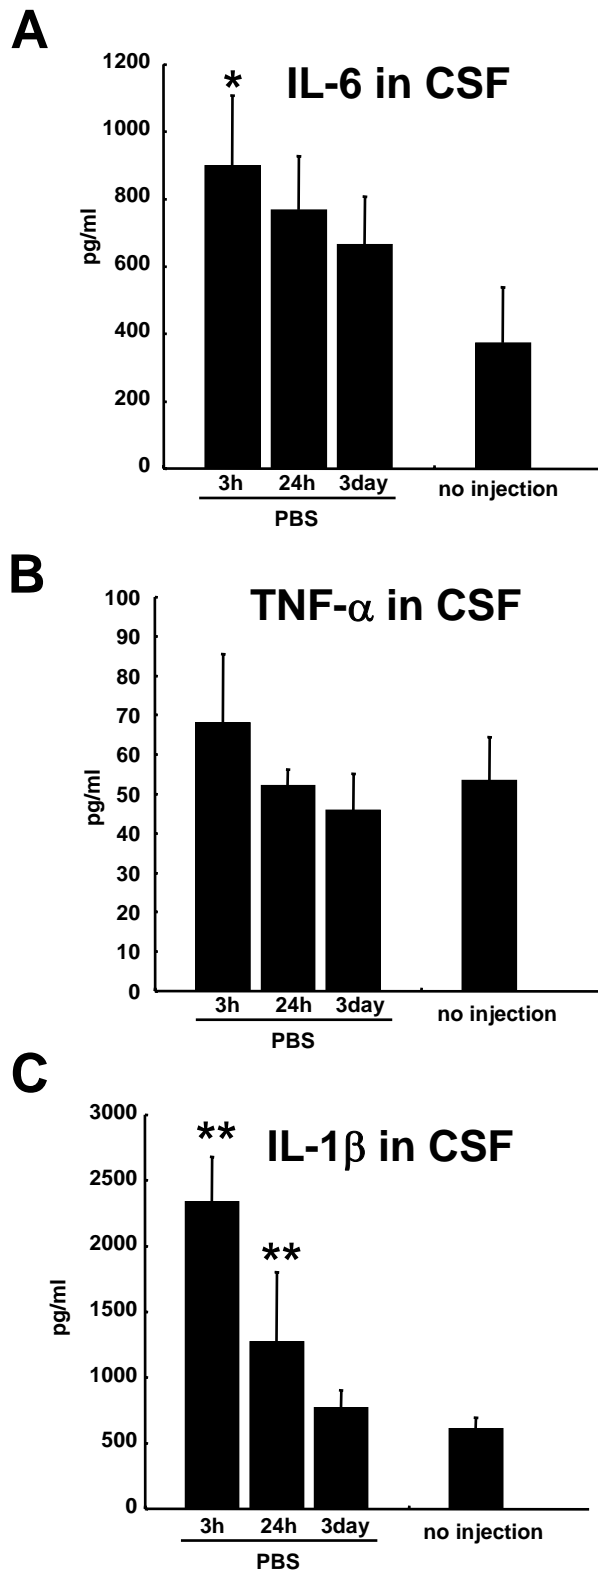 A
IL-6 in CSF
*
1200
1000
800
600
400
200
0
pg/ml
3h 24h 3day no injection
PBS
B
TNF-α in CSF
100
90
80
70
60
50
40
30
20
10
0
pg/ml
3h 24h 3day no injection
PBS
C
IL-1β in CSF
**
**
3000
2500
2000
1500
1000
500
0
pg/ml
3h 24h 3day no injection
PBS